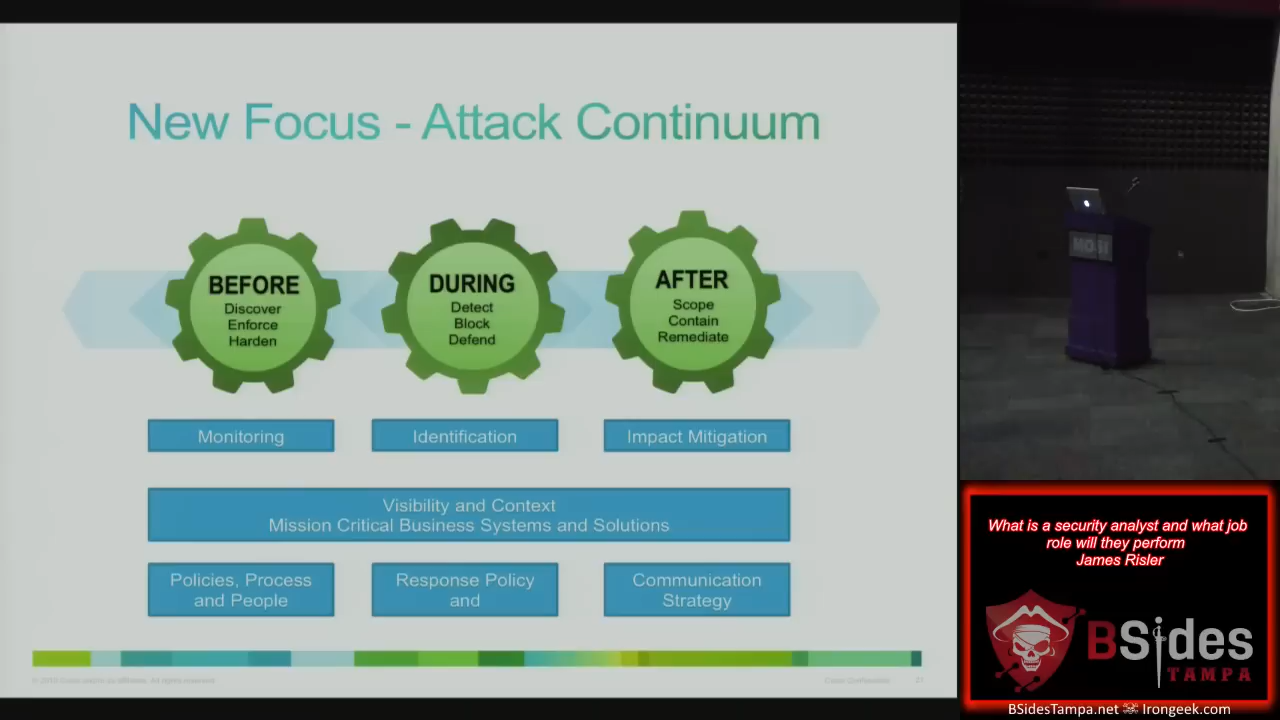 New Focus - Attack Continuum
BEFORE
Discover
Enforce
Harden
DURING
Detect
Block
Defend
AFTER
Scope
Contain
Remediate
Monitoring
Identification
Impact Mitigation
Visibility and Context
Mission Critical Business Systems and Solutions
Policies, Process
and People
Response Policy
and
Communication
Strategy
MOSI
What is a security analyst and what job
role will they perform
James Risler
BSides
TAMPA
BSidesTampa.net Irongeek.com